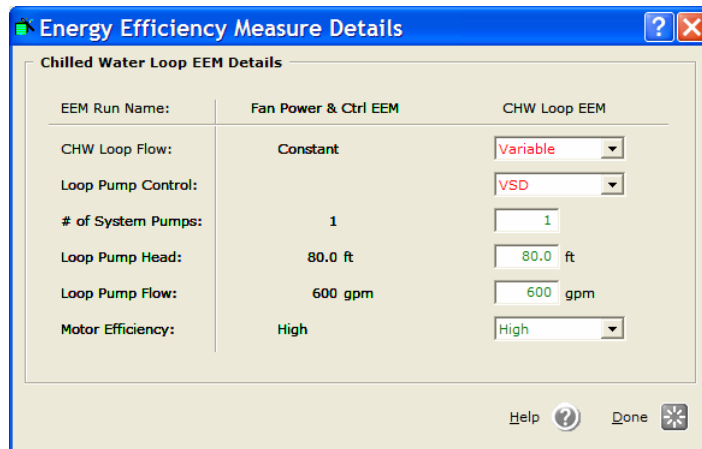 Energy Efficiency Measure Details
Chilled Water Loop EEM Details
EEM Run Name: Fan Power & Ctrl EEM CHW Loop EEM
CHW Loop Flow: Constant Variable
Loop Pump Control: VSD
# of System Pumps: 1 1
Loop Pump Head: 80.0 ft 80.0 ft
Loop Pump Flow: 600 gpm 600 gpm
Motor Efficiency: High High
Help ? Done